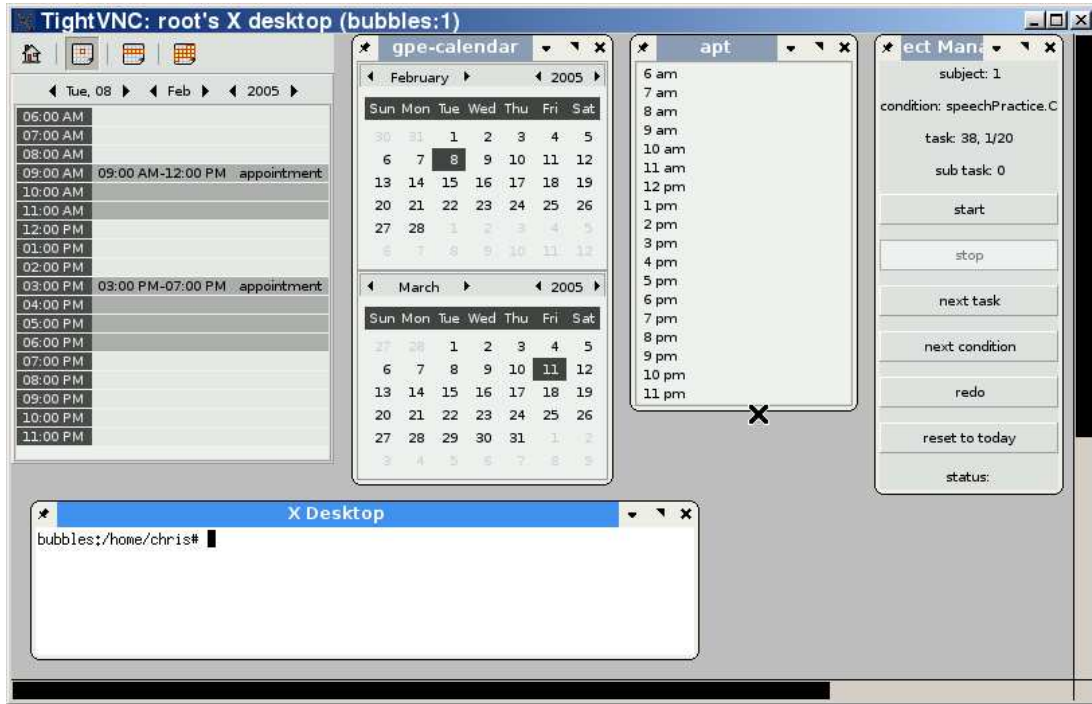 TightVNC: root's X desktop (bubbles:1)
Tue, 08 Feb 2005
06:00 AM
07:00 AM
08:00 AM
09:00 AM 09:00 AM-12:00 PM appointment
10:00 AM
11:00 AM
12:00 PM
01:00 PM
02:00 PM
03:00 PM 03:00 PM-07:00 PM appointment
04:00 PM
05:00 PM
06:00 PM
07:00 PM
08:00 PM
09:00 PM
10:00 PM
11:00 PM
gpe-calendar
February 2005
Sun Mon Tue Wed Thu Fri Sat
30 31 1 2 3 4 5
6 7 8 9 10 11 12
13 14 15 16 17 18 19
20 21 22 23 24 25 26
27 28 1 2 3 4 5
6 7 8 9 10 11 12
March 2005
Sun Mon Tue Wed Thu Fri Sat
27 28 1 2 3 4 5
6 7 8 9 10 11 12
13 14 15 16 17 18 19
20 21 22 23 24 25 26
27 28 29 30 31 1 2
3 4 5 6 7 8 9
apt
6 am
7 am
8 am
9 am
10 am
11 am
12 pm
1 pm
2 pm
3 pm
4 pm
5 pm
6 pm
7 pm
8 pm
9 pm
10 pm
11 pm
ect Mana
subject: 1
condition: speechPractice.C
task: 38, 1/20
sub task: 0
start
stop
next task
next condition
redo
reset to today
status:
X Desktop
bubbles:/home/chris#